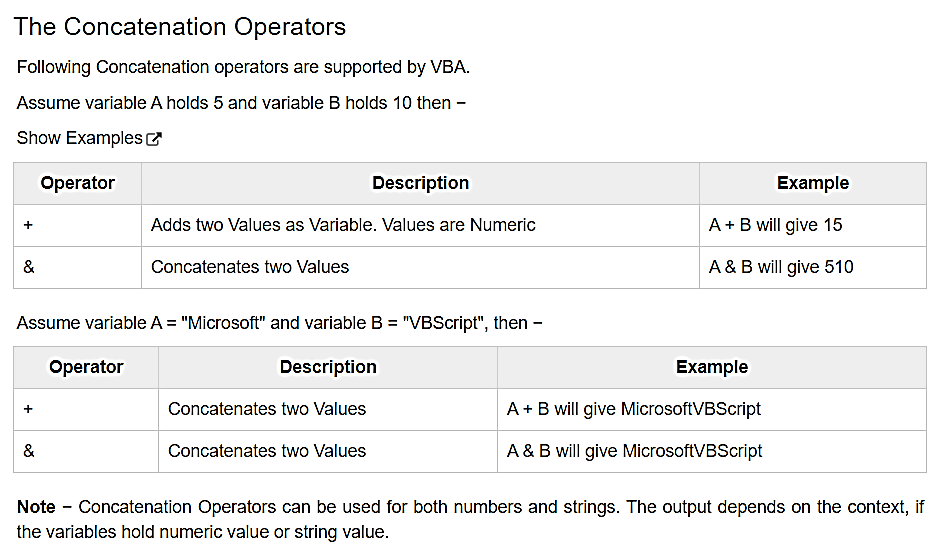 The Concatenation Operators
Following Concatenation operators are supported by VBA.
Assume variable A holds 5 and variable B holds 10 then −
Show Examples
Operator Description Example
+ Adds two Values as Variable. Values are Numeric A + B will give 15
& Concatenates two Values A & B will give 510
Assume variable A = "Microsoft" and variable B = "VBScript", then −
Operator Description Example
+ Concatenates two Values A + B will give MicrosoftVBScript
& Concatenates two Values A & B will give MicrosoftVBScript
Note − Concatenation Operators can be used for both numbers and strings. The output depends on the context, if
the variables hold numeric value or string value.